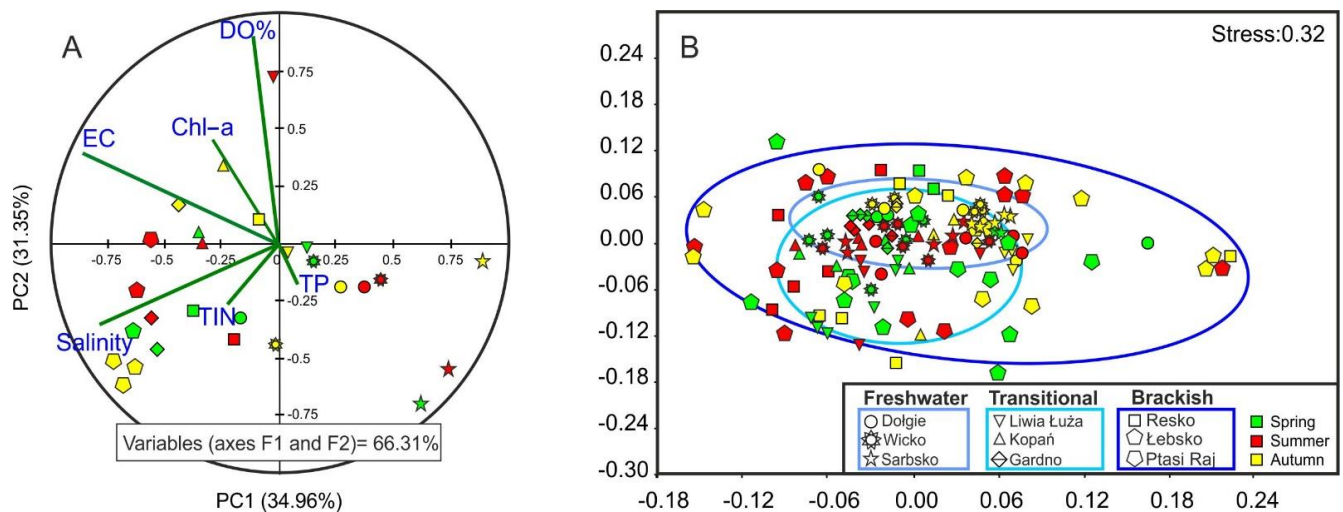 A
DO%
0.75
Chl-a
0.5
EC
0.25
-0.75 -0.5 -0.25 0.25 0.5 0.75
TP
-0.25
TIN
Salinity
-0.5
-0.75
Variables (axes F1 and F2)= 66.31%
PC1 (34.96%)
PC2 (31.35%)
B
Stress:0.32
0.24
0.18
0.12
0.06
0.00
-0.06
-0.12
-0.18
-0.24
-0.30
-0.18 -0.12 -0.06 0.00 0.06 0.12 0.18 0.24
Freshwater Transitional Brackish
Dołgie Liwia Łuża Resko Spring
Wicko Kopań Łebsko Summer
Sarbsko Gardno Ptasi Raj Autumn